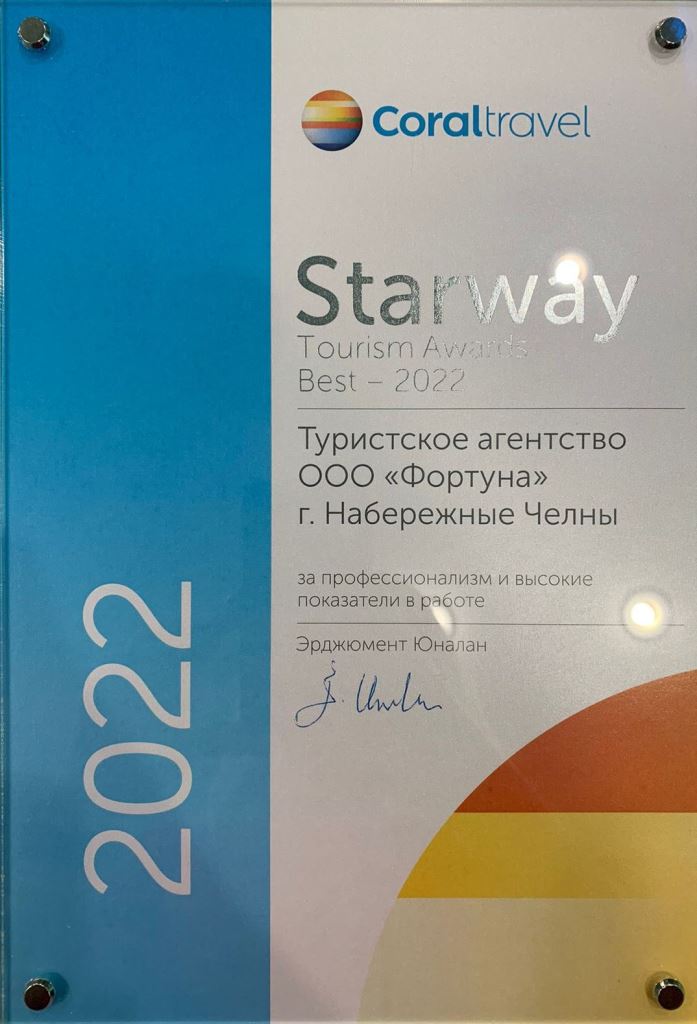 Coraltravel
Starway
Tourism Awards
Best – 2022
Туристское агентство
ООО «Фортуна»
г. Набережные Челны
за профессионализм и высокие
показатели в работе
Эрджюмент Юналан
2022